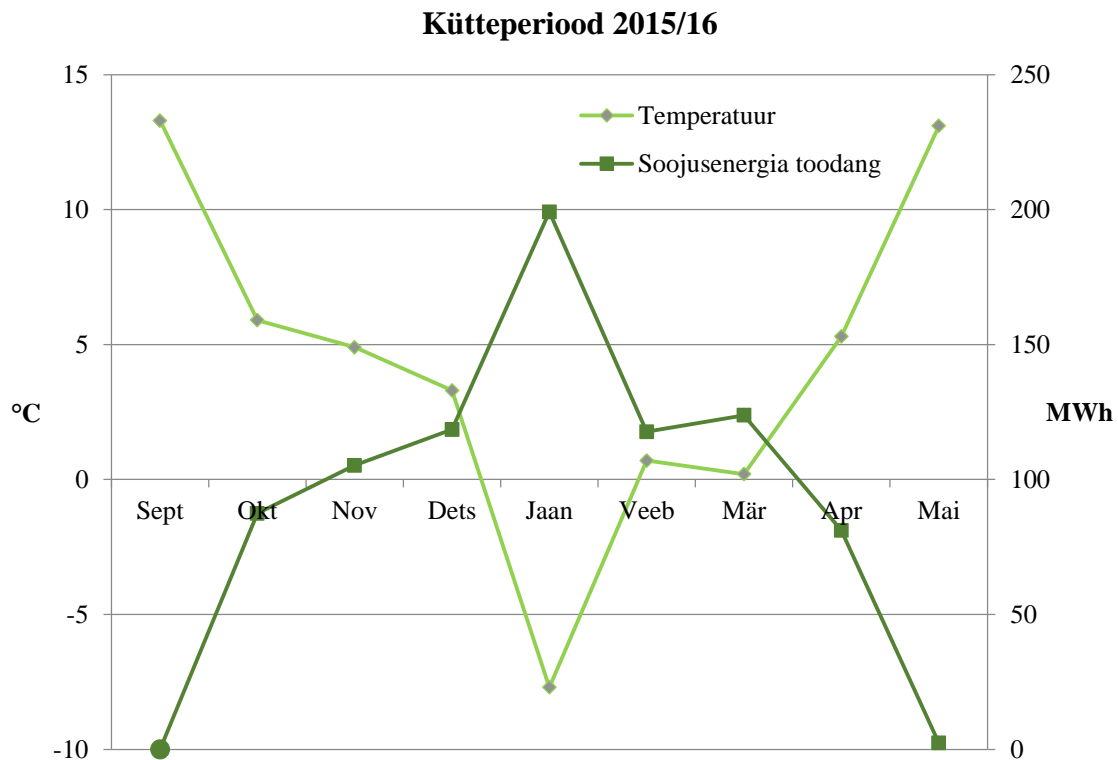 Kütteperiood 2015/16
15
250
Temperatuur
Soojusenergia toodang
10
200
5
150
°C
MWh
0
100
Sept Okt Nov Dets Jaan Veeb Mär Apr Mai
-5
50
-10
0